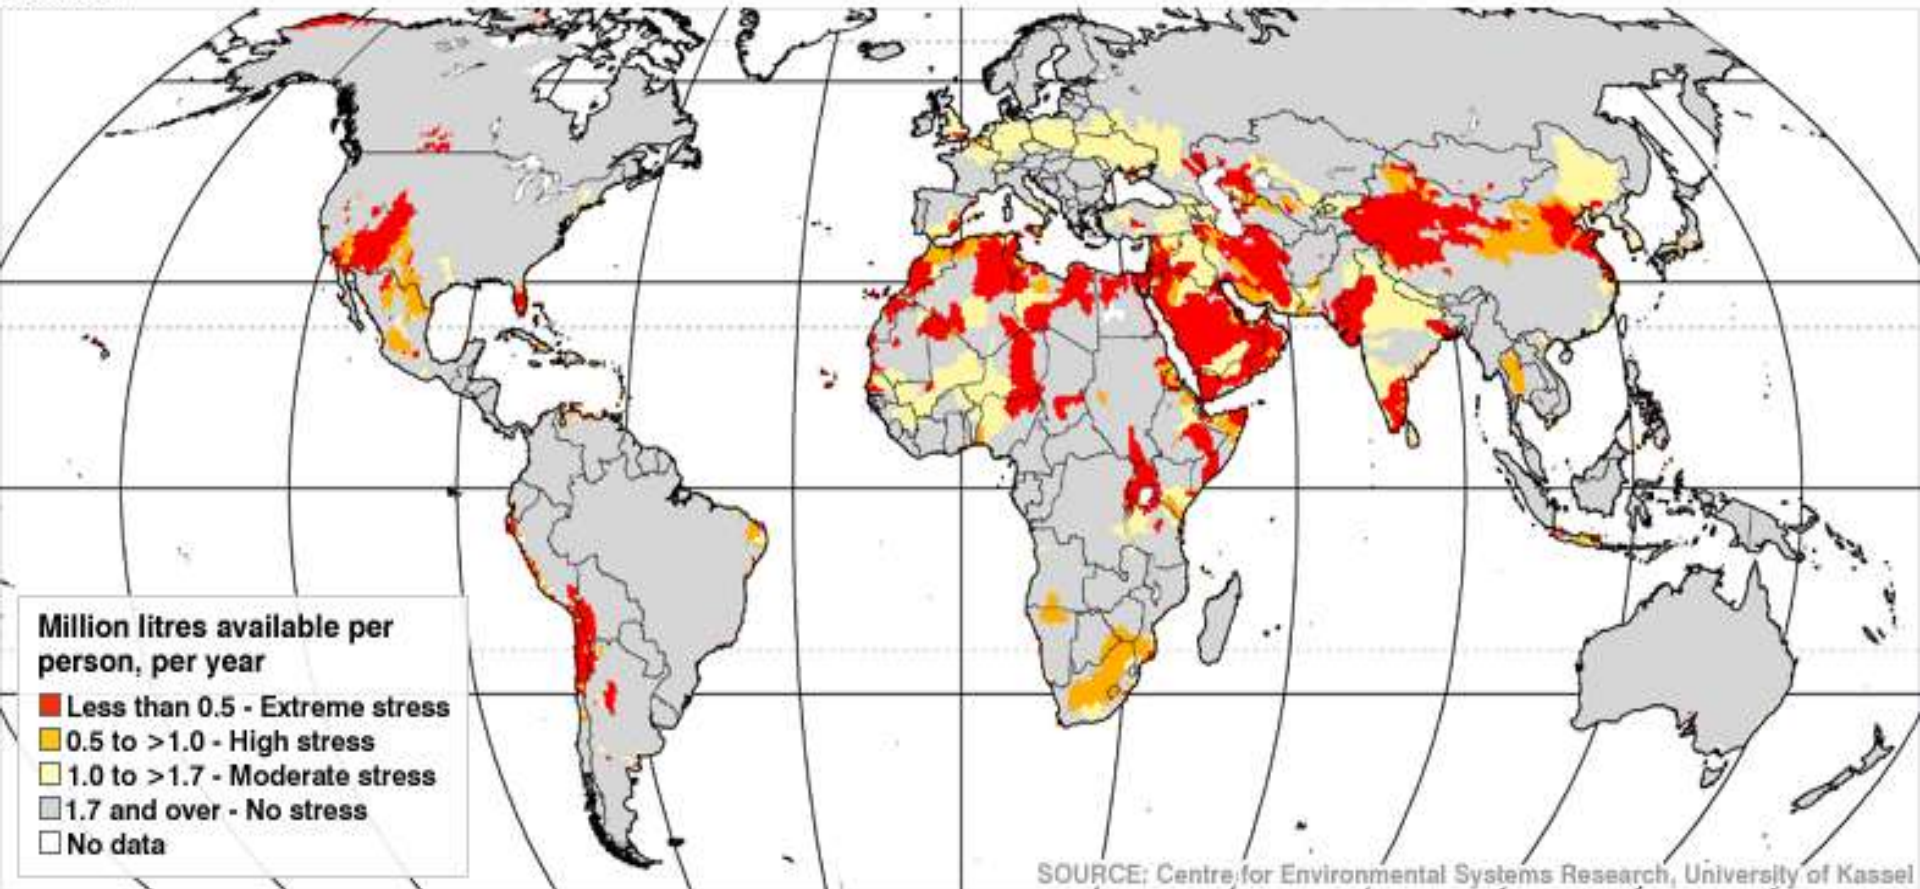 Million litres available per
person, per year
Less than 0.5 - Extreme stress
0.5 to >1.0 - High stress
1.0 to >1.7 - Moderate stress
1.7 and over - No stress
No data
SOURCE: Centre for Environmental Systems Research, University of Kassel